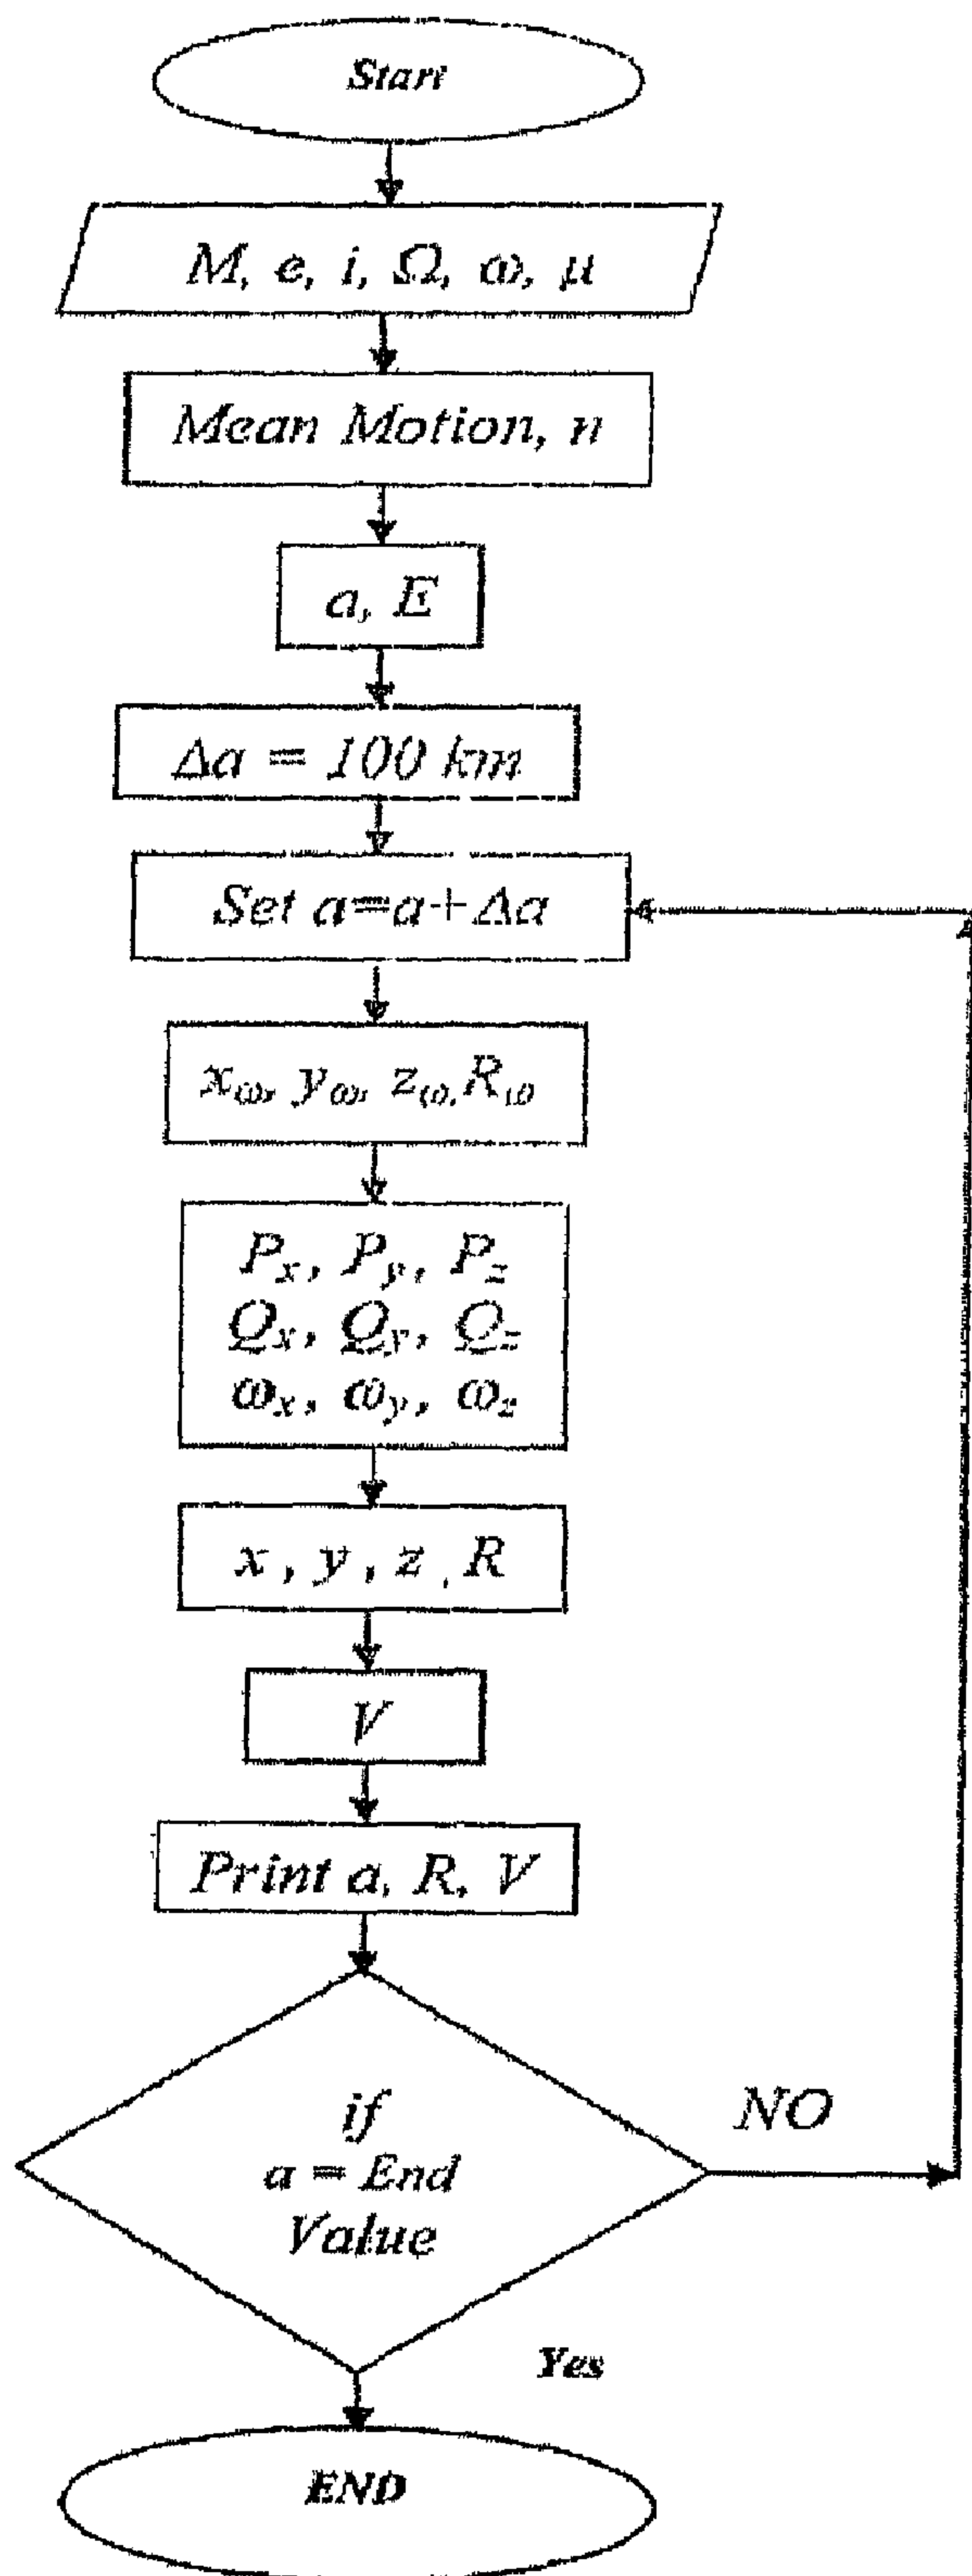 Start
M, e, i, Ω, ω, μ
Mean Motion, n
a, E
Δa = 100 km
Set a=a+Δa
xω, yω, zω, Rω
Px, Py, Pz
Qx, Qy, Qz
ωx, ωy, ωz
x, y, z, R
V
Print a, R, V
if
a = End
Value
NO
Yes
END